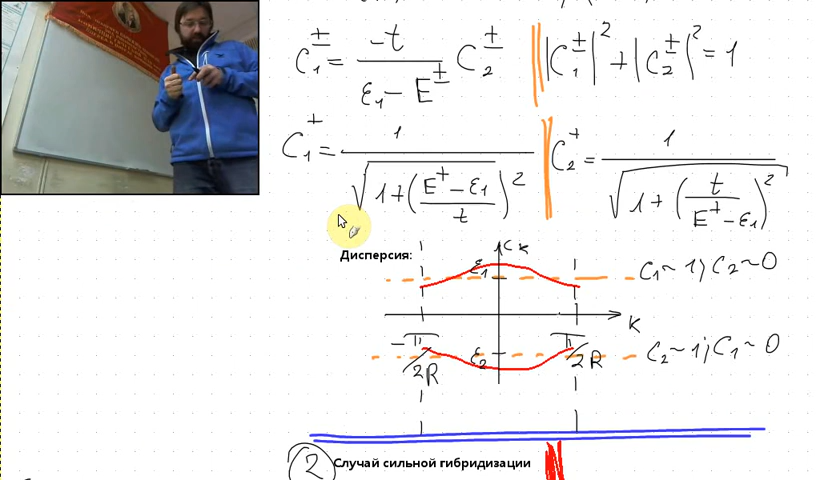 C₁^± = -t / (ε₁ - E^±) C₂^± |C₁^±|² + |C₂^±|² = 1
C₁^+ = 1 / √(1 + ((E^+ - ε₁) / t)²) C₂^+ = 1 / √(1 + (t / (E^+ - ε₁))²)
Дисперсия:
ε₁
C₁ ~ 1; C₂ ~ 0
K
-π/2R
ε₂
π/2R
C₂ ~ 1; C₁ ~ 0
2 Случай сильной гибридизации